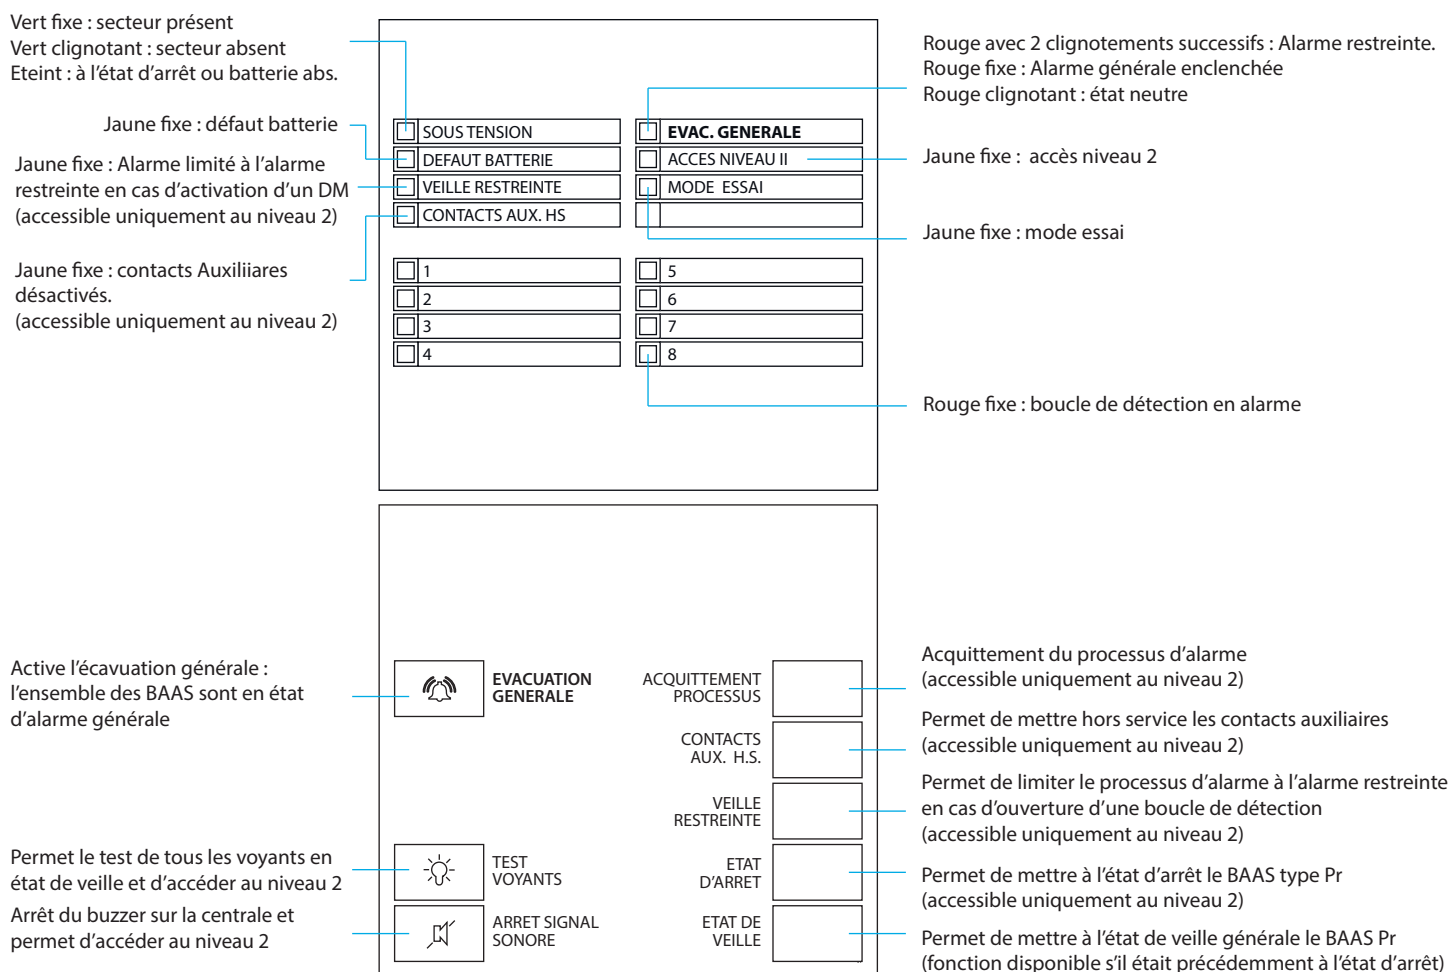 Vert fixe : secteur présent
Vert clignotant : secteur absent
Eteint : à l'état d'arrêt ou batterie abs.
Jaune fixe : défaut batterie
Jaune fixe : Alarme limité à l'alarme
restreinte en cas d'activation d'un DM
(accessible uniquement au niveau 2)
Jaune fixe : contacts Auxiliiares
désactivés.
(accessible uniquement au niveau 2)
SOUS TENSION
DEFAUT BATTERIE
VEILLE RESTREINTE
CONTACTS AUX. HS
1
2
3
4
EVAC. GENERALE
ACCES NIVEAU II
MODE ESSAI
5
6
7
8
Rouge avec 2 clignotements successifs : Alarme restreinte.
Rouge fixe : Alarme générale enclenchée
Rouge clignotant : état neutre
Jaune fixe : accès niveau 2
Jaune fixe : mode essai
Rouge fixe : boucle de détection en alarme
Active l'écavuation générale :
l'ensemble des BAAS sont en état
d'alarme générale
Permet le test de tous les voyants en
état de veille et d'accéder au niveau 2
Arrêt du buzzer sur la centrale et
permet d'accéder au niveau 2
EVACUATION
GENERALE
TEST
VOYANTS
ARRET SIGNAL
SONORE
ACQUITTEMENT
PROCESSUS
CONTACTS
AUX. H.S.
VEILLE
RESTREINTE
ETAT
D'ARRET
ETAT DE
VEILLE
Acquittement du processus d'alarme
(accessible uniquement au niveau 2)
Permet de mettre hors service les contacts auxiliaires
(accessible uniquement au niveau 2)
Permet de limiter le processus d'alarme à l'alarme restreinte
en cas d'ouverture d'une boucle de détection
(accessible uniquement au niveau 2)
Permet de mettre à l'état d'arrêt le BAAS type Pr
(accessible uniquement au niveau 2)
Permet de mettre à l'état de veille générale le BAAS Pr
(fonction disponible s'il était précédemment à l'état d'arrêt)